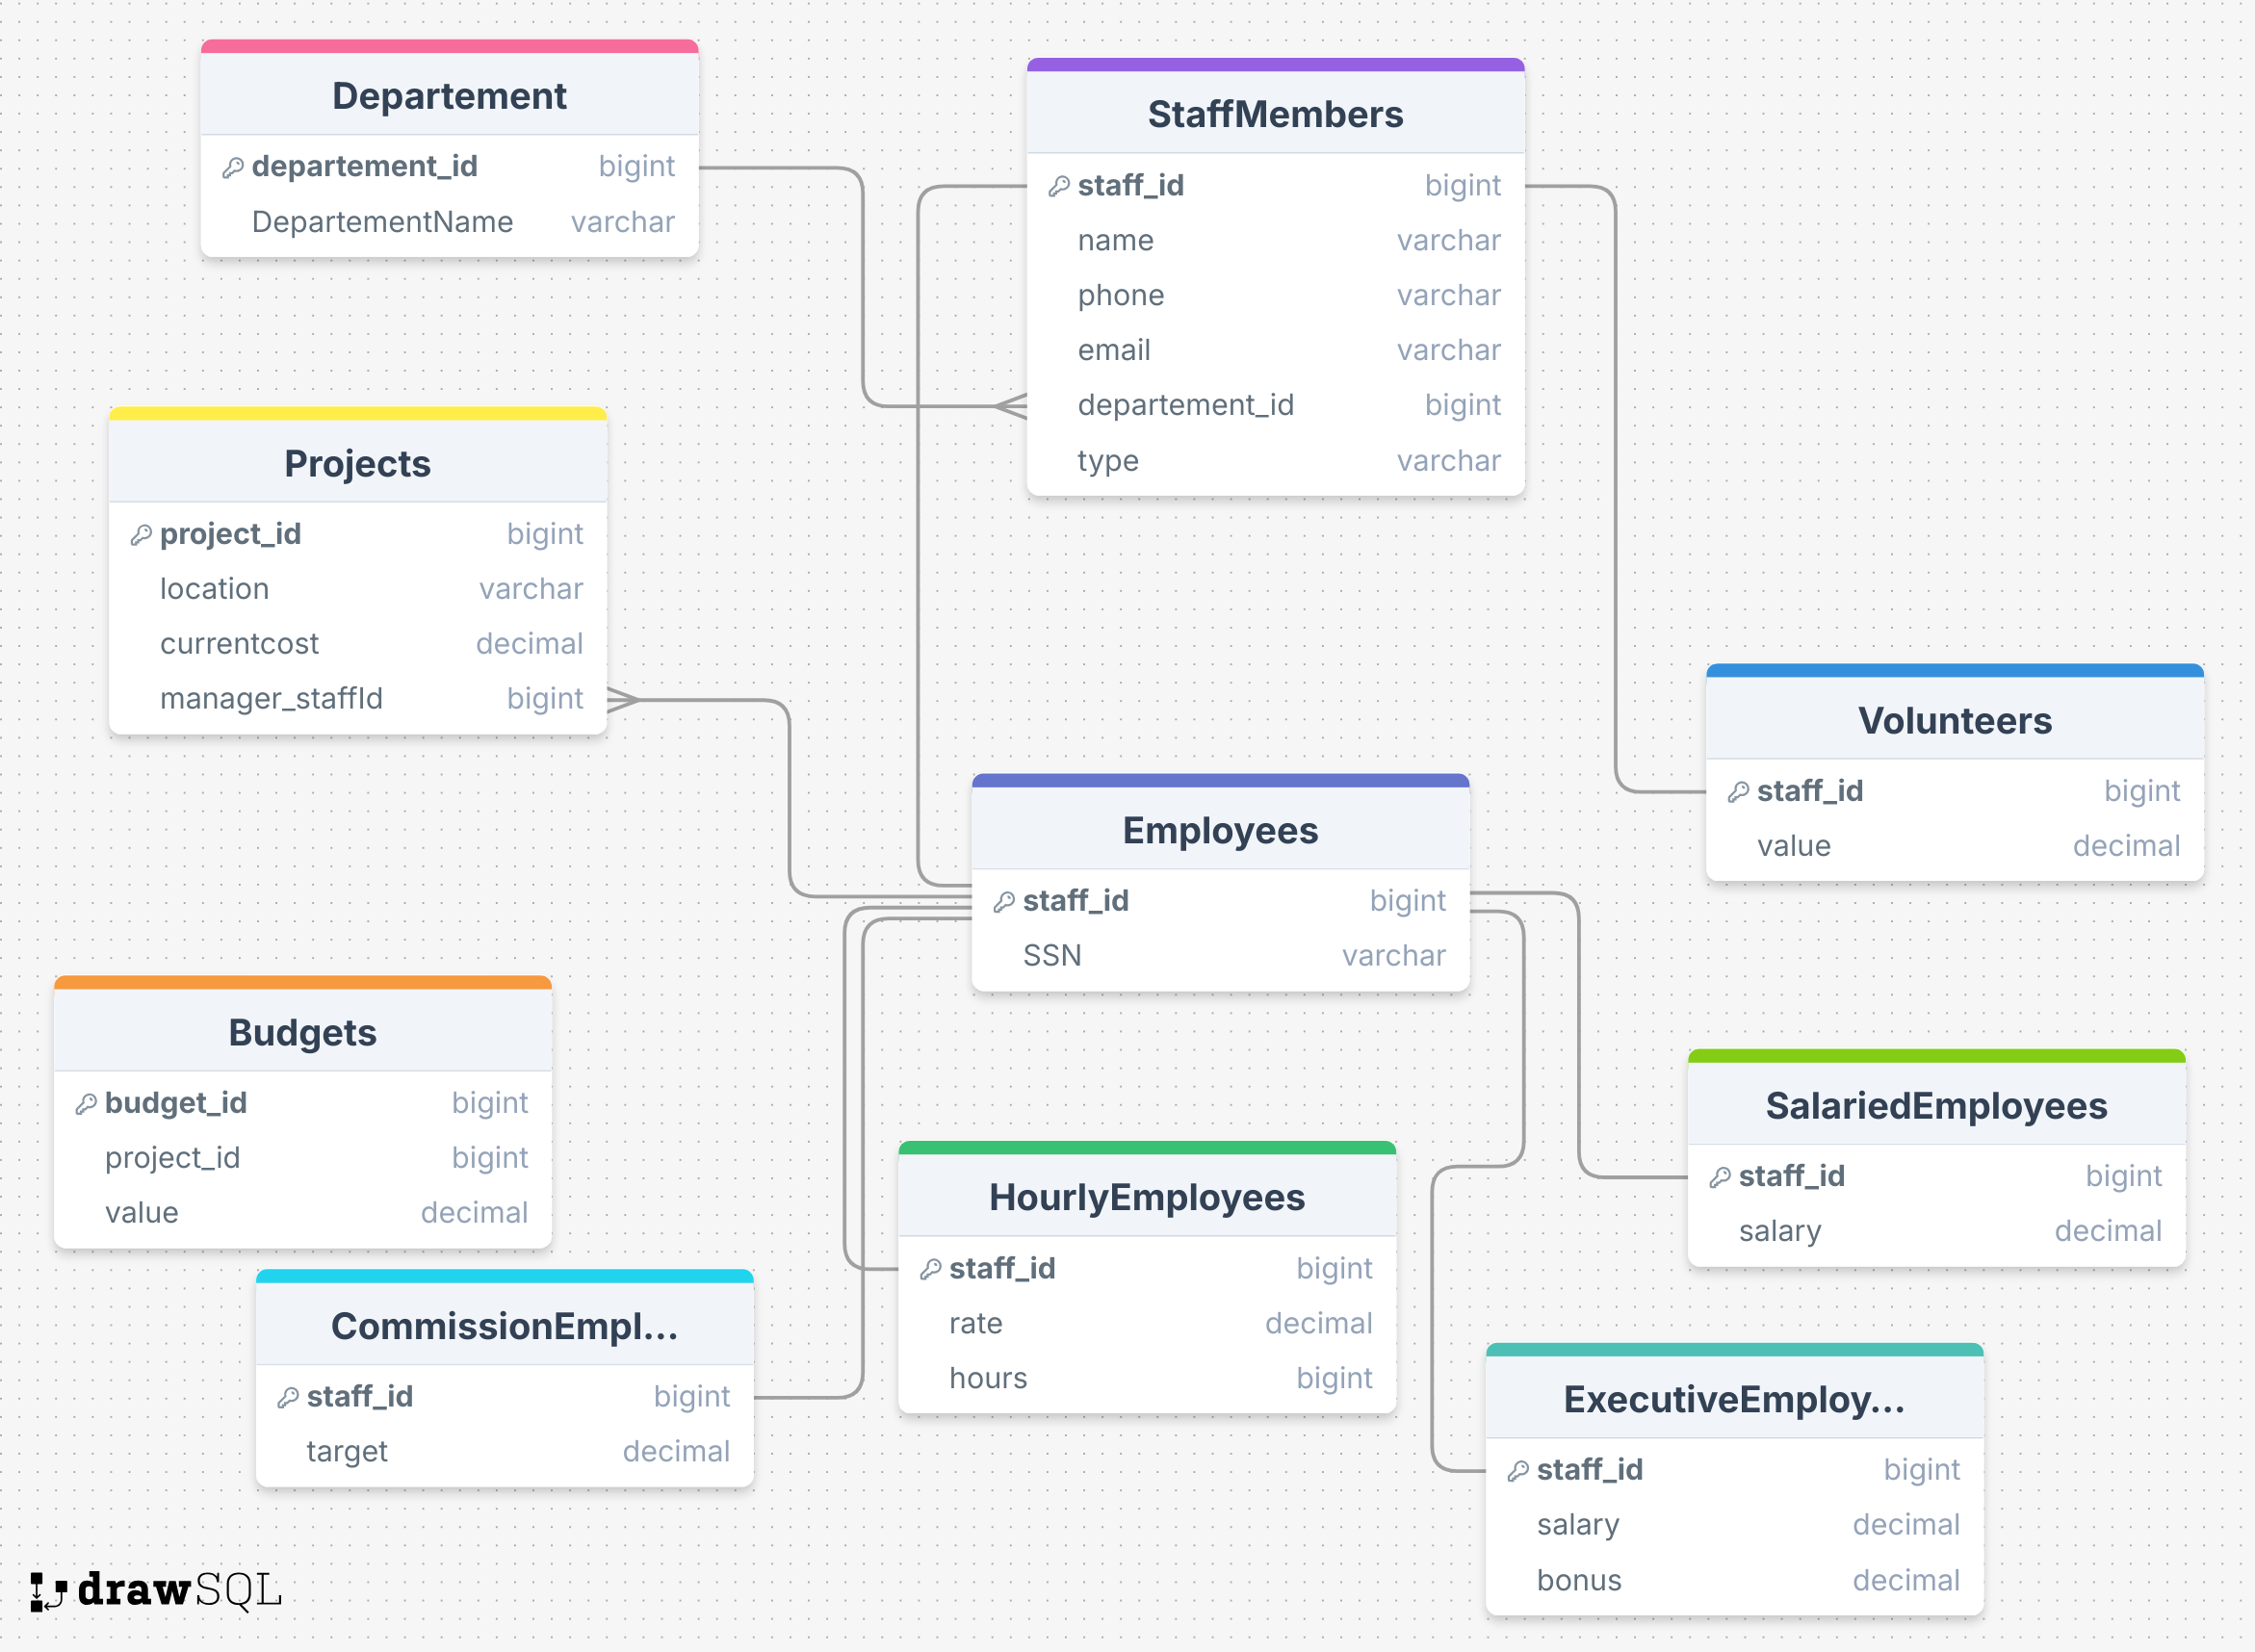 Departement
departement_id bigint
DepartementName varchar
StaffMembers
staff_id bigint
name varchar
phone varchar
email varchar
departement_id bigint
type varchar
Projects
project_id bigint
location varchar
currentcost decimal
manager_staffId bigint
Volunteers
staff_id bigint
value decimal
Employees
staff_id bigint
SSN varchar
Budgets
budget_id bigint
project_id bigint
value decimal
SalariedEmployees
staff_id bigint
salary decimal
HourlyEmployees
staff_id bigint
rate decimal
hours bigint
CommissionEmpl...
staff_id bigint
target decimal
ExecutiveEmploy...
staff_id bigint
salary decimal
bonus decimal
drawSQL